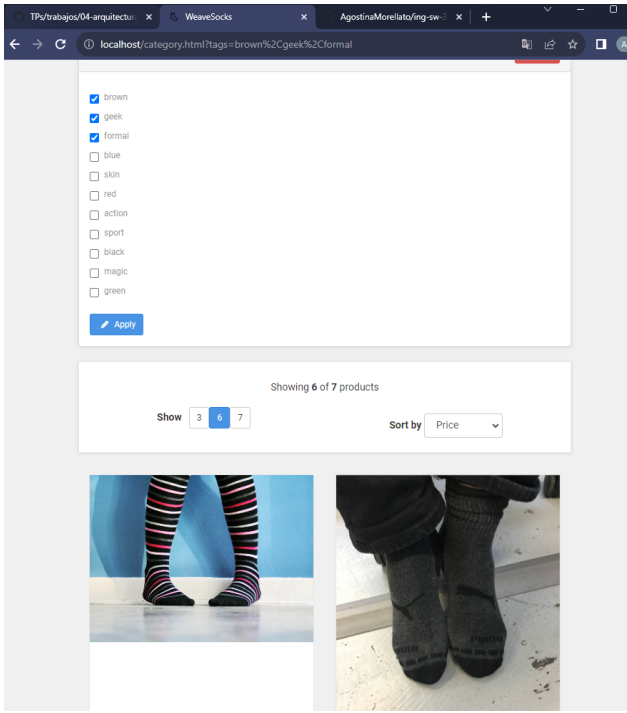 TPs/trabajos/04-arquitectura
WeaveSocks
AgostinaMorellato/ing-sw-3
localhost/category.html?tags=brown%2Cgeek%2Cformal
A
brown
geek
formal
blue
skin
red
action
sport
black
magic
green
Apply
Showing 6 of 7 products
Show 3 6 7
Sort by Price
PUMA